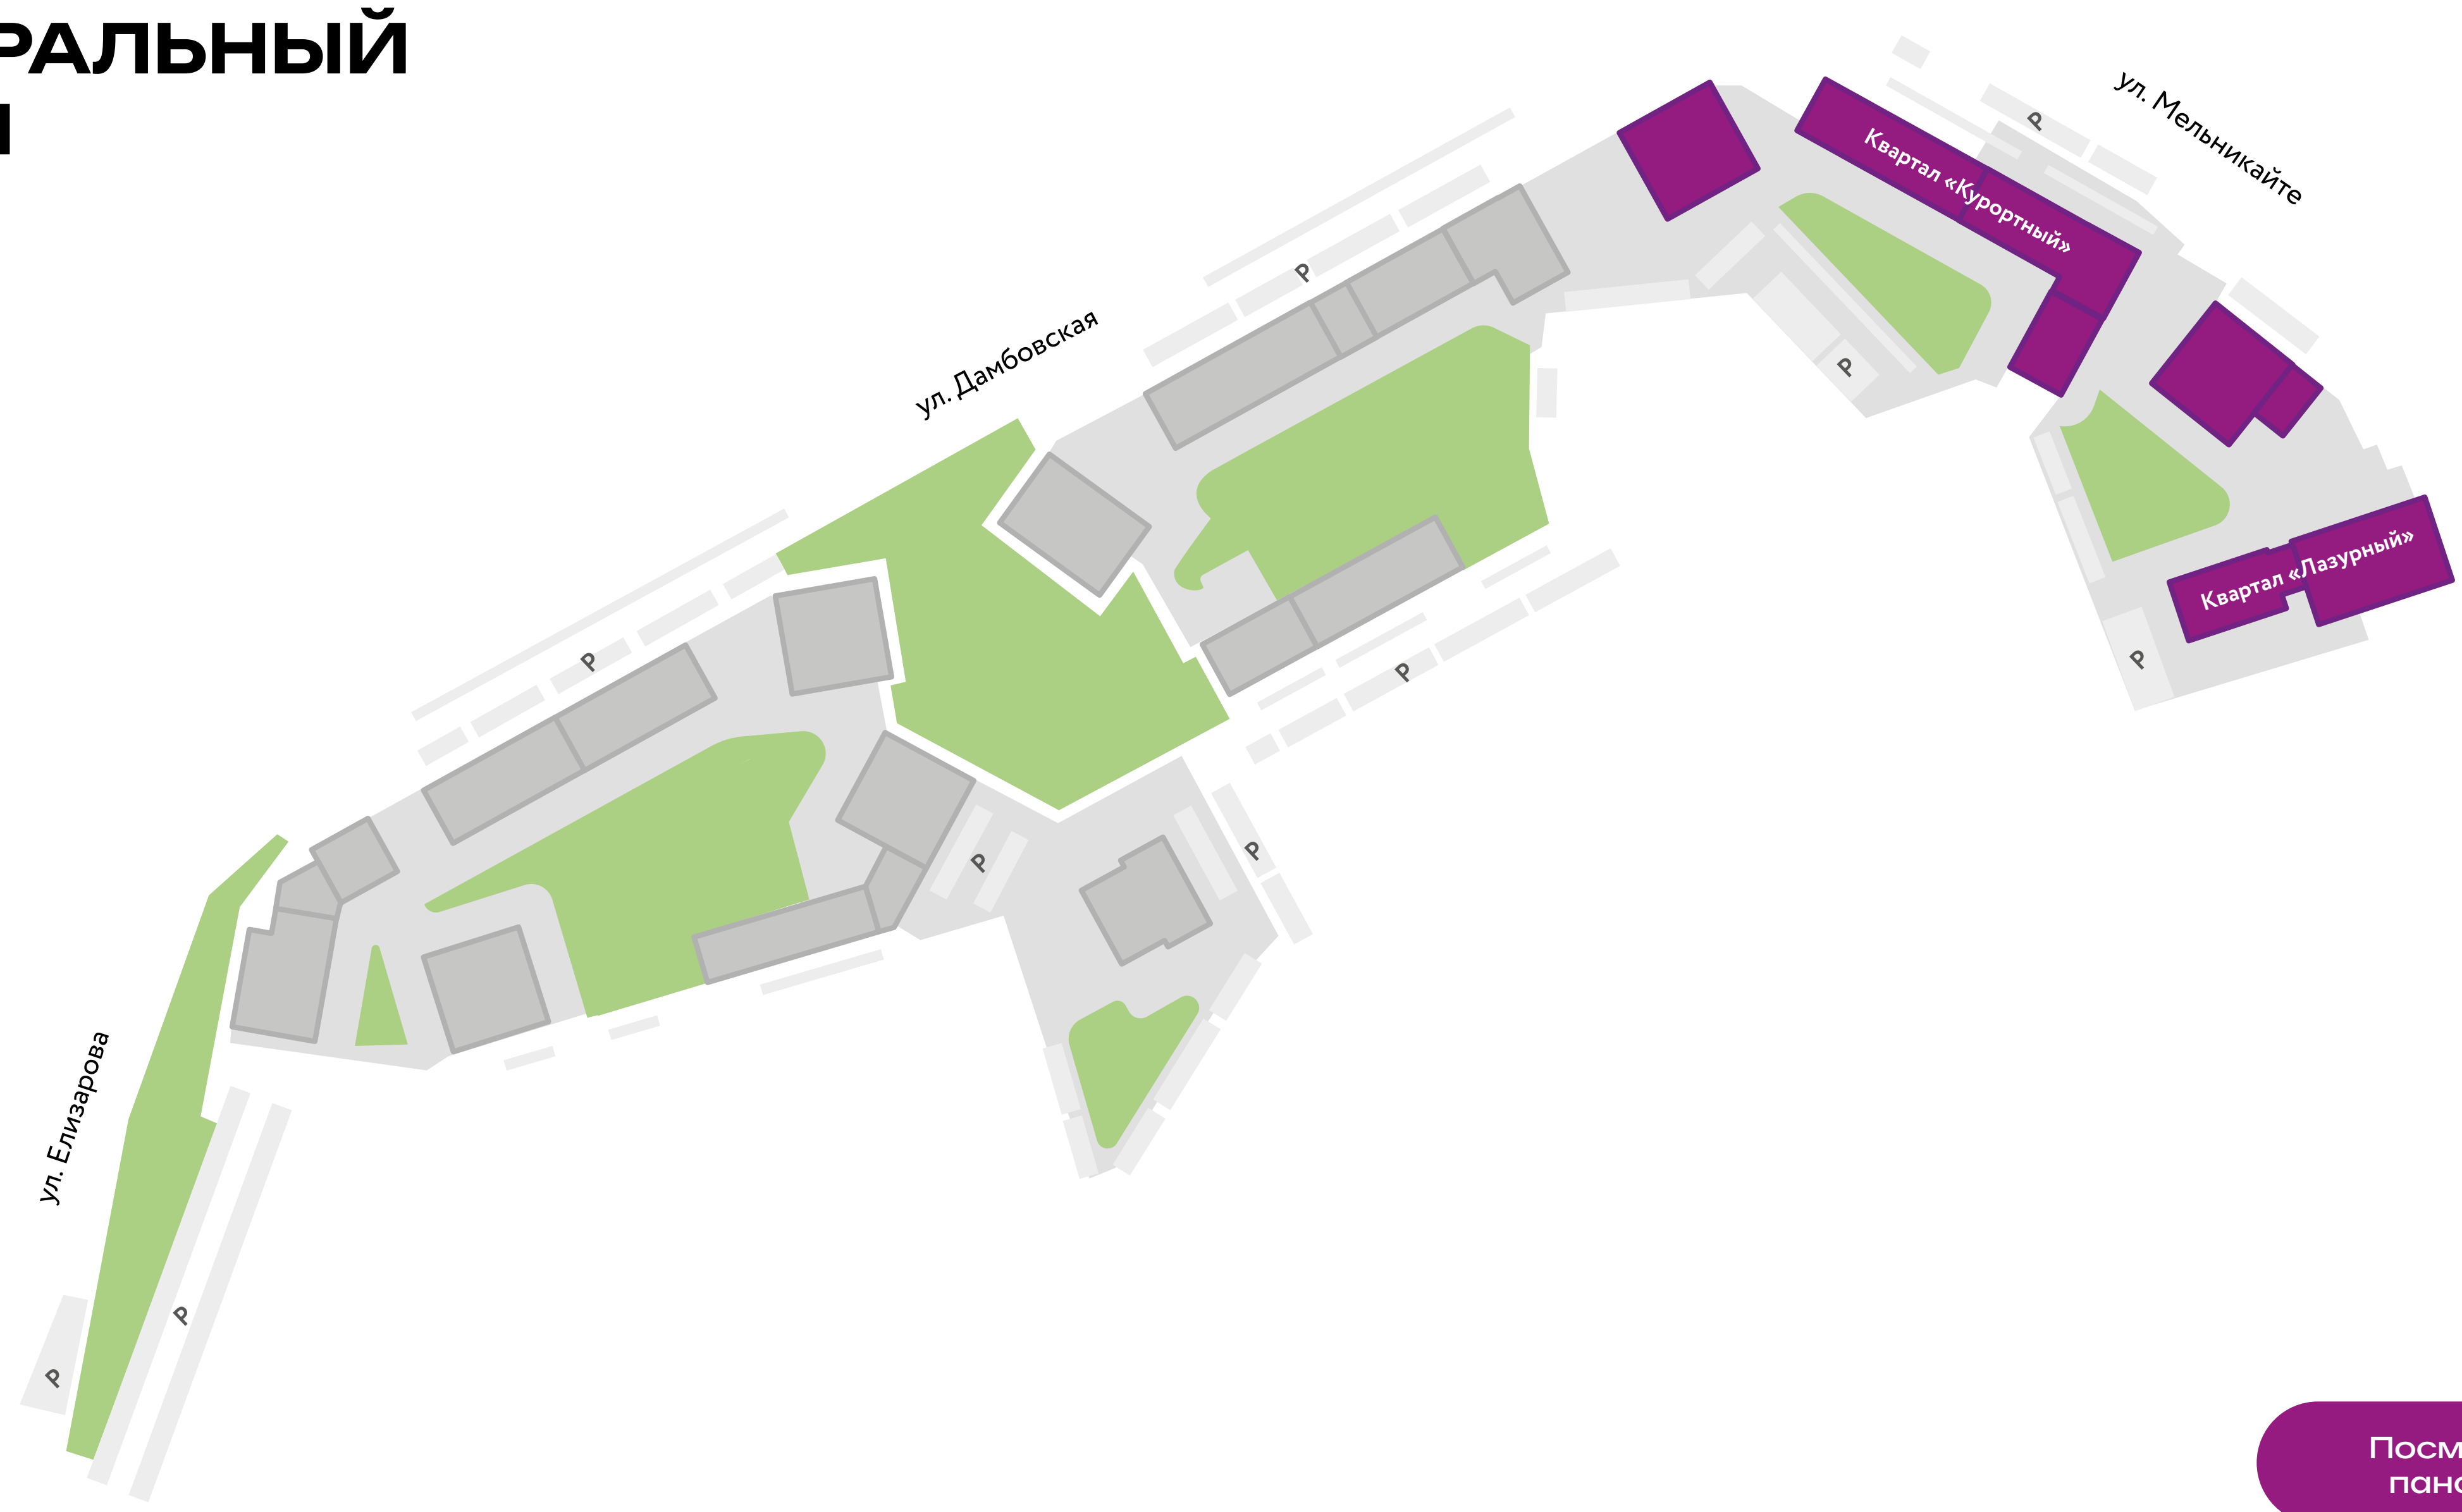 РАЛЬНЫЙ
ул. Мельникайте
Квартал «Курортный»
P
P
ул. Дамбовская
P
P
Квартал «Лазурный»
P
P
P
P
ул. Елизарова
P
P
Посм
пано